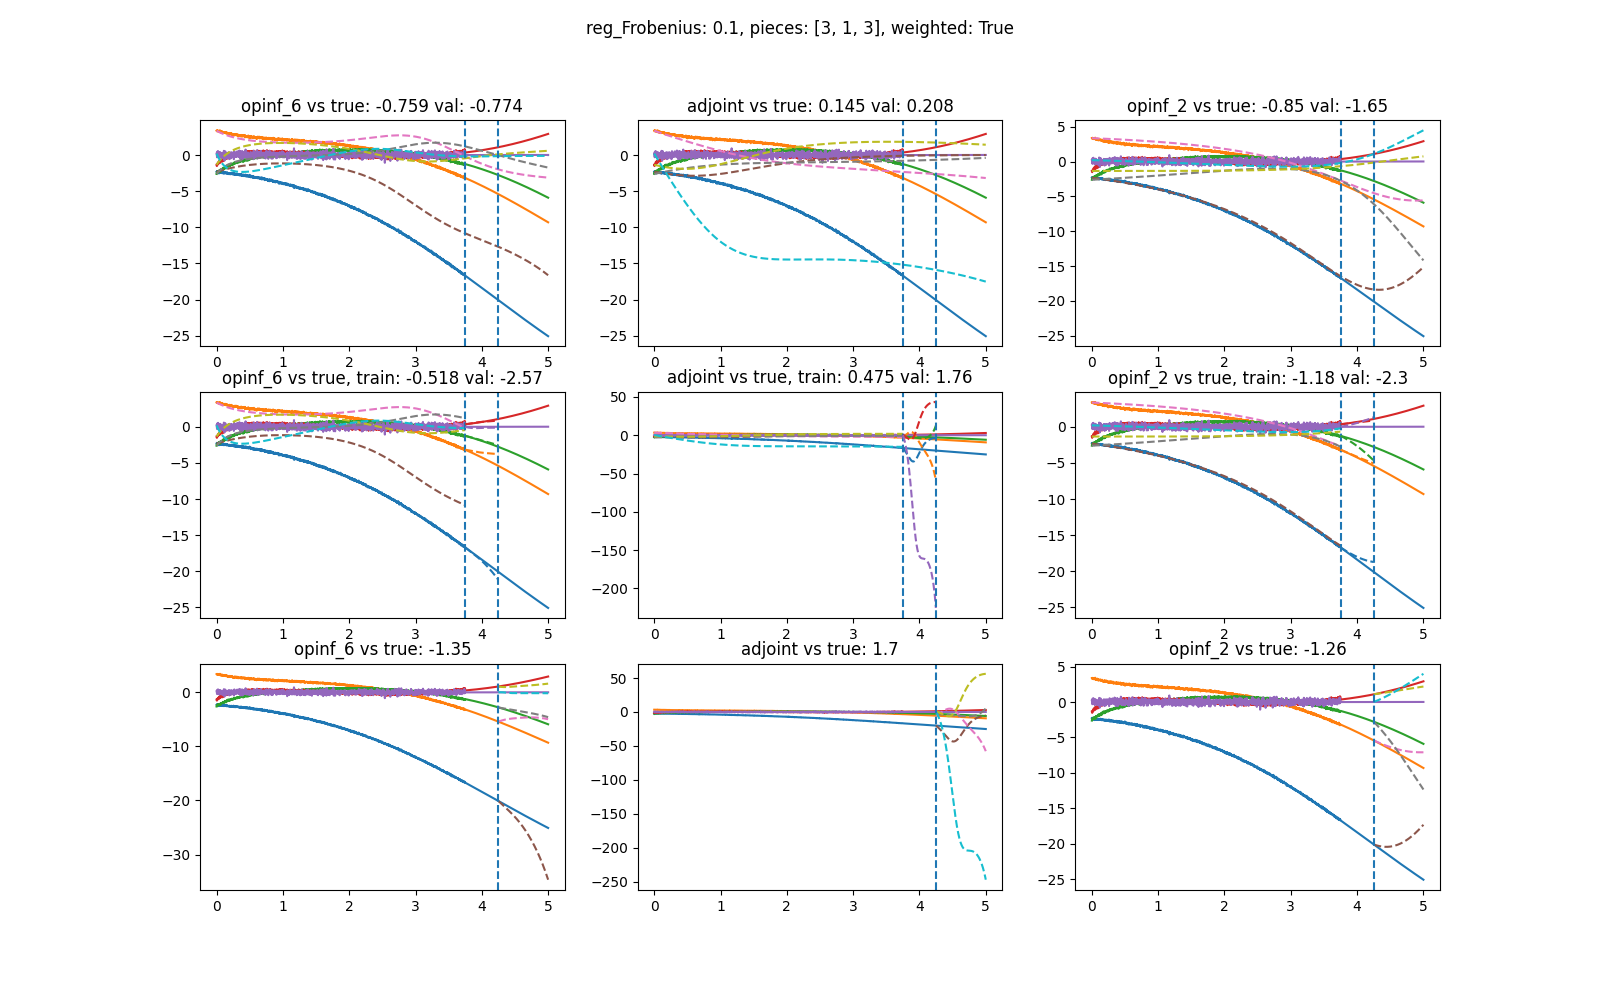 reg_Frobenius: 0.1, pieces: [3, 1, 3], weighted: True
opinf_6 vs true: -0.759 val: -0.774
adjoint vs true: 0.145 val: 0.208
opinf_2 vs true: -0.85 val: -1.65
0
−5
−10
−15
−20
−25
0 1 2 3 4 5
0
−5
−10
−15
−20
−25
0 1 2 3 4 5
5
0
−5
−10
−15
−20
−25
0 1 2 3 4 5
opinf_6 vs true, train: -0.518 val: -2.57
adjoint vs true, train: 0.475 val: 1.76
opinf_2 vs true, train: -1.18 val: -2.3
0
−5
−10
−15
−20
−25
0 1 2 3 4 5
50
0
−50
−100
−150
−200
0 1 2 3 4 5
0
−5
−10
−15
−20
−25
0 1 2 3 4 5
opinf_6 vs true: -1.35
adjoint vs true: 1.7
opinf_2 vs true: -1.26
0
−10
−20
−30
0 1 2 3 4 5
50
0
−50
−100
−150
−200
−250
0 1 2 3 4 5
5
0
−5
−10
−15
−20
−25
0 1 2 3 4 5